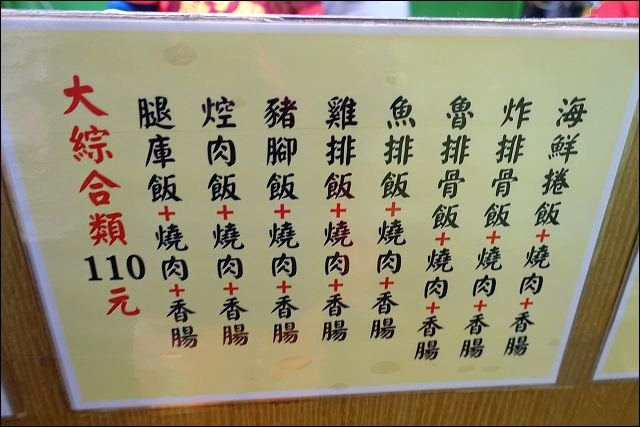 大綜合類110元
腿庫飯+燒肉+香腸
焢肉飯+燒肉+香腸
豬腳飯+燒肉+香腸
雞排飯+燒肉+香腸
魚排飯+燒肉+香腸
魯排骨飯+燒肉+香腸
炸排骨飯+燒肉+香腸
海鮮捲飯+燒肉+香腸